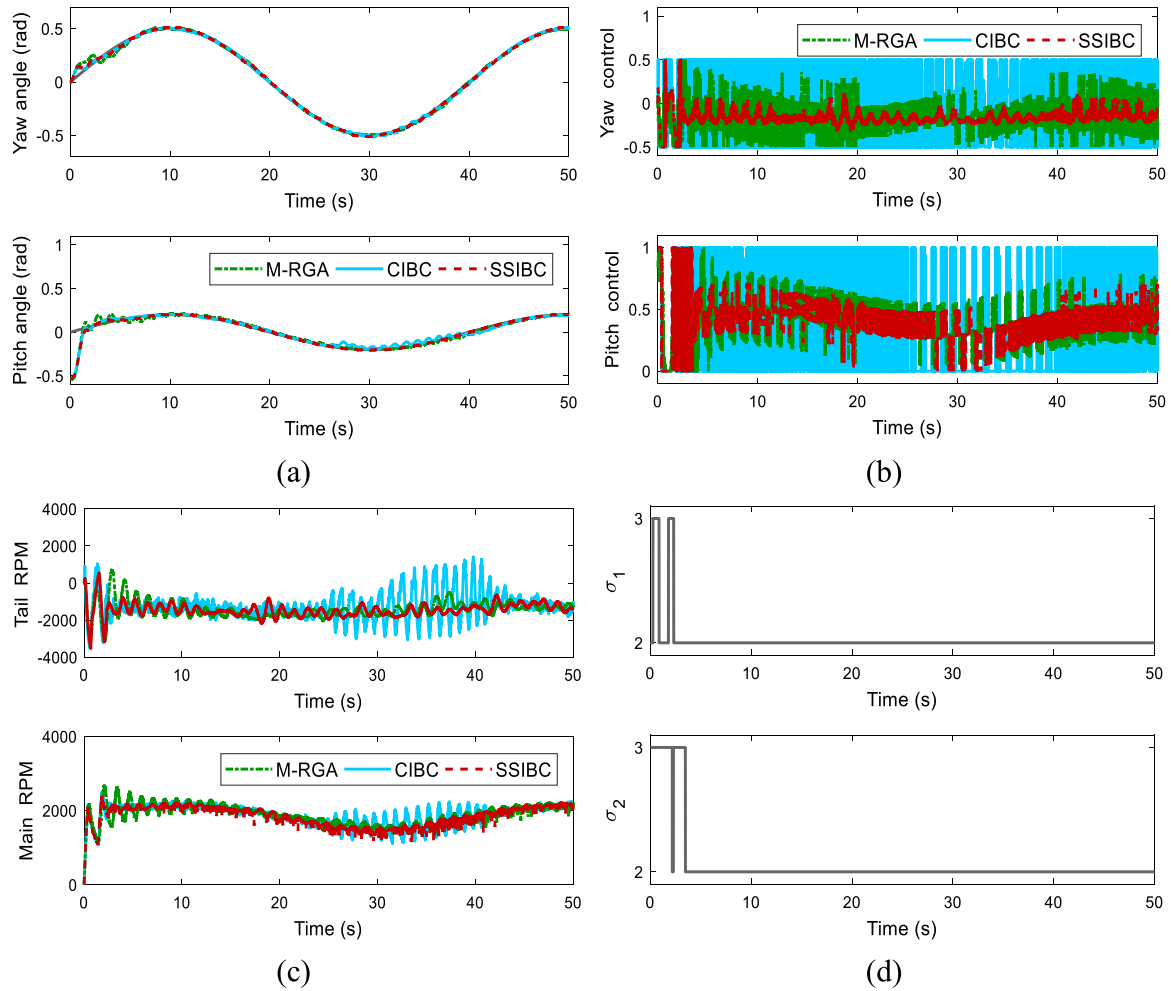 Yaw angle (rad)
0.5
0
-0.5
0 10 20 30 40 50
Time (s)
Yaw control
M-RGA CIBC SSIBC
0.5
0
-0.5
0 10 20 30 40 50
Time (s)
Pitch angle (rad)
M-RGA CIBC SSIBC
1
0.5
0
-0.5
0 10 20 30 40 50
Time (s)
(a)
Pitch control
1
0.5
0
0 10 20 30 40 50
Time (s)
(b)
Tail RPM
4000
2000
0
-2000
-4000
0 10 20 30 40 50
Time (s)
σ1
3
2
0 10 20 30 40 50
Time (s)
Main RPM
M-RGA CIBC SSIBC
4000
2000
0
0 10 20 30 40 50
Time (s)
(c)
σ2
3
2
0 10 20 30 40 50
Time (s)
(d)